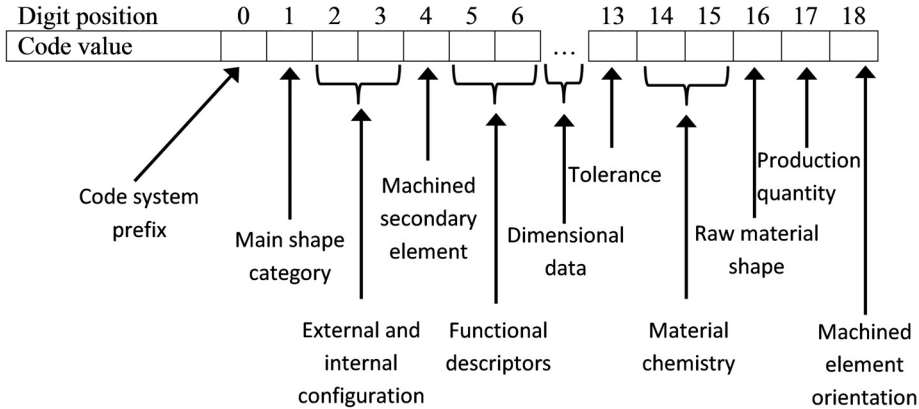 Digit position 0 1 2 3 4 5 6 13 14 15 16 17 18
Code value ...
Code system
prefix
Main shape
category
External and
internal
configuration
Machined
secondary
element
Functional
descriptors
Dimensional
data
Tolerance
Material
chemistry
Raw material
shape
Production
quantity
Machined
element
orientation